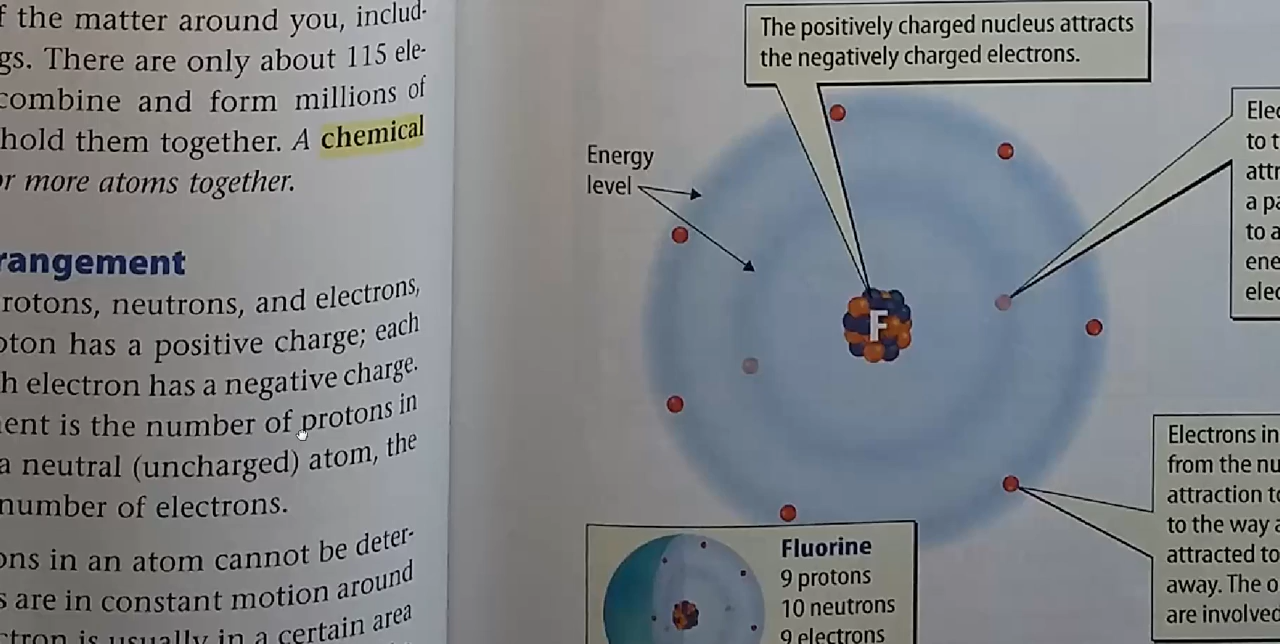 f the matter around you, includ-
gs. There are only about 115 ele-
combine and form millions of
hold them together. A chemical
or more atoms together.
rangement
rotons, neutrons, and electrons,
oton has a positive charge; each
h electron has a negative charge.
ent is the number of protons in
a neutral (uncharged) atom, the
number of electrons.
ons in an atom cannot be deter-
s are in constant motion around
ctron is usually in a certain area
The positively charged nucleus attracts
the negatively charged electrons.
Energy
level
F
Elec
to t
attr
a pa
to a
ene
elec
Electrons in
from the nu
attraction to
to the way a
attracted to
away. The o
are involved
Fluorine
9 protons
10 neutrons
9 electrons